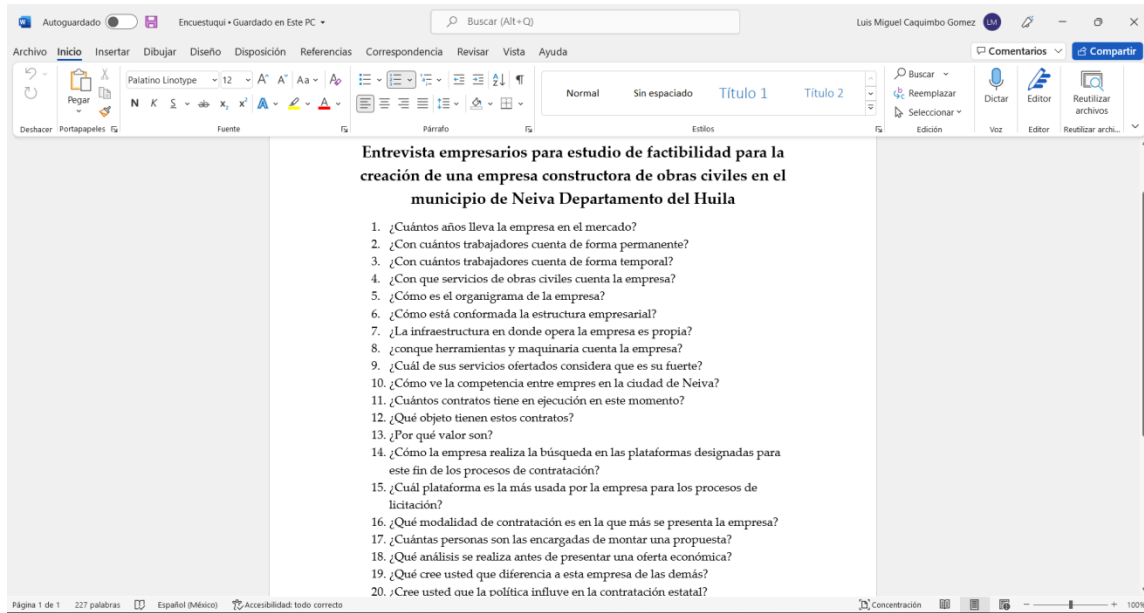 Autoguardado
Encuestuqui • Guardado en Este PC
Buscar (Alt+Q)
Luis Miguel Caquimbo Gomez
LM
Archivo Inicio Insertar Dibujar Diseño Disposición Referencias Correspondencia Revisar Vista Ayuda
Comentarios
Compartir
Pegar
Palatino Linotype
12
Normal
Sin espaciado
Título 1
Título 2
Buscar
Reemplazar
Seleccionar
Dictar
Editor
Reutilizar archivos
Deshacer Portapapeles Fuente Párrafo Estilos Edición Voz Editor Reutilizar archi...
Entrevista empresarios para estudio de factibilidad para la
creación de una empresa constructora de obras civiles en el
municipio de Neiva Departamento del Huila
1. ¿Cuántos años lleva la empresa en el mercado?
2. ¿Con cuántos trabajadores cuenta de forma permanente?
3. ¿Con cuántos trabajadores cuenta de forma temporal?
4. ¿Con que servicios de obras civiles cuenta la empresa?
5. ¿Cómo es el organigrama de la empresa?
6. ¿Cómo está conformada la estructura empresarial?
7. ¿La infraestructura en donde opera la empresa es propia?
8. ¿conque herramientas y maquinaria cuenta la empresa?
9. ¿Cuál de sus servicios ofertados considera que es su fuerte?
10. ¿Cómo ve la competencia entre empres en la ciudad de Neiva?
11. ¿Cuántos contratos tiene en ejecución en este momento?
12. ¿Qué objeto tienen estos contratos?
13. ¿Por qué valor son?
14. ¿Cómo la empresa realiza la búsqueda en las plataformas designadas para
este fin de los procesos de contratación?
15. ¿Cuál plataforma es la más usada por la empresa para los procesos de
licitación?
16. ¿Qué modalidad de contratación es en la que más se presenta la empresa?
17. ¿Cuántas personas son las encargadas de montar una propuesta?
18. ¿Qué análisis se realiza antes de presentar una oferta económica?
19. ¿Qué cree usted que diferencia a esta empresa de las demás?
20. ¿Cree usted que la política influye en la contratación estatal?
Página 1 de 1 227 palabras Español (México) Accesibilidad: todo correcto Concentración 100%